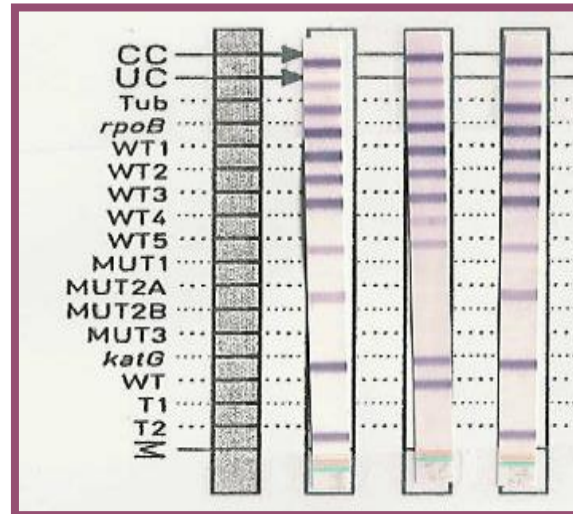 CC
UC
Tub
rpoB
WT1
WT2
WT3
WT4
WT5
MUT1
MUT2A
MUT2B
MUT3
katG
WT
T1
T2
M